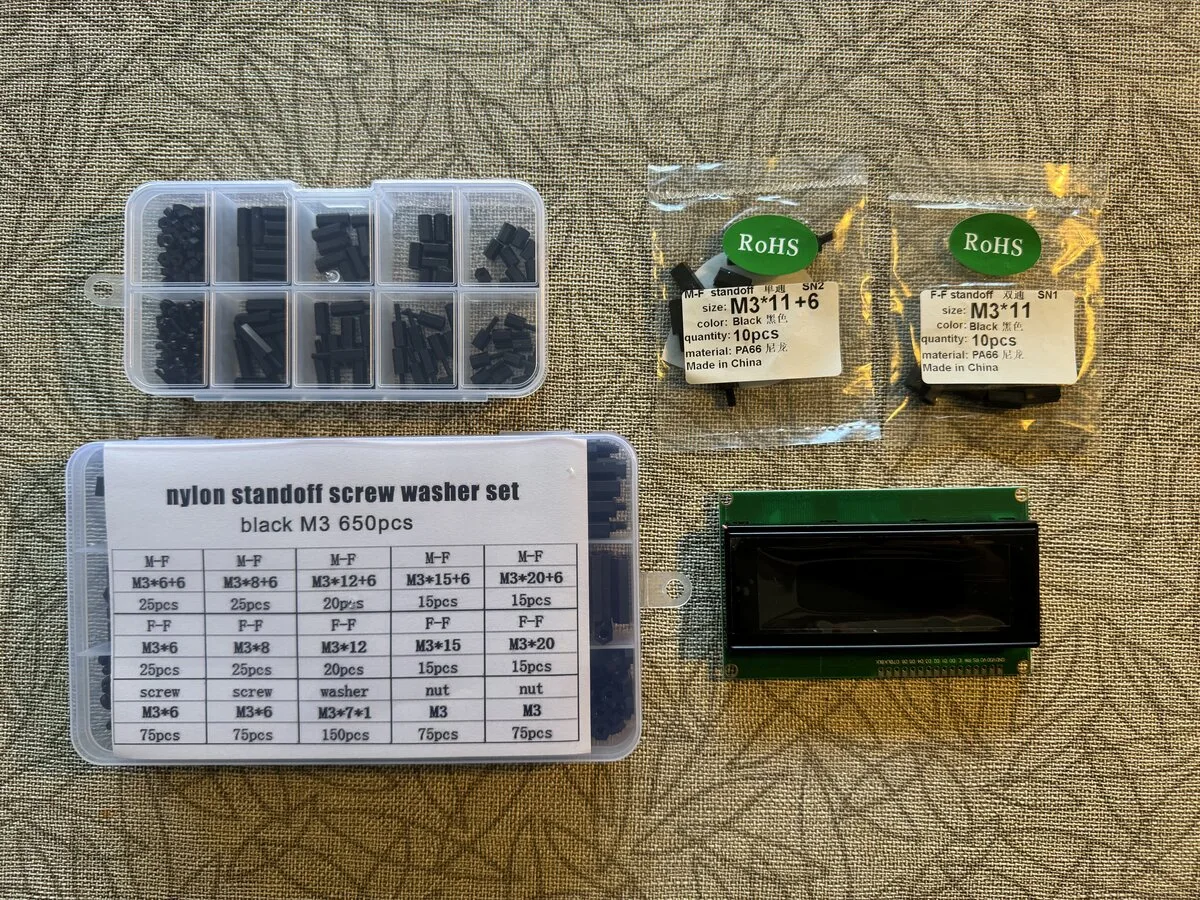 RoHS
M-F standoff 单通 SN2
size: M3*11+6
color: Black 黑色
quantity: 10pcs
material: PA66 尼龙
Made in China
RoHS
F-F standoff 双通 SN1
size: M3*11
color: Black 黑色
quantity: 10pcs
material: PA66 尼龙
Made in China
nylon standoff screw washer set
black M3 650pcs
M-F M-F M-F M-F M-F
M3*6+6 M3*8+6 M3*12+6 M3*15+6 M3*20+6
25pcs 25pcs 20pcs 15pcs 15pcs
F-F F-F F-F F-F F-F
M3*6 M3*8 M3*12 M3*15 M3*20
25pcs 25pcs 20pcs 15pcs 15pcs
screw screw washer nut nut
M3*6 M3*6 M3*7*1 M3 M3
75pcs 75pcs 150pcs 75pcs 75pcs